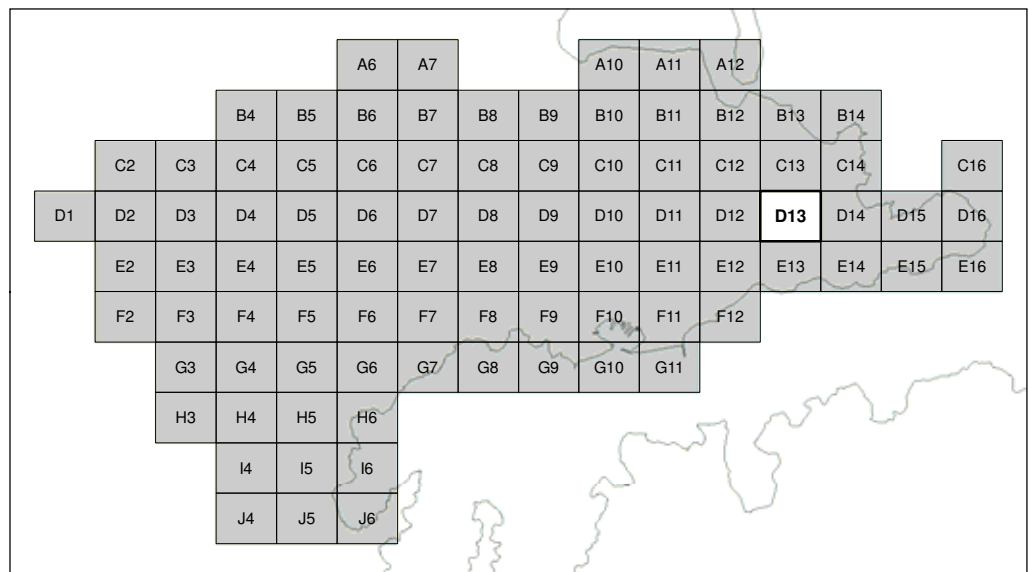 A6 A7 A10 A11 A12
B4 B5 B6 B7 B8 B9 B10 B11 B12 B13 B14
C2 C3 C4 C5 C6 C7 C8 C9 C10 C11 C12 C13 C14 C16
D1 D2 D3 D4 D5 D6 D7 D8 D9 D10 D11 D12 D13 D14 D15 D16
E2 E3 E4 E5 E6 E7 E8 E9 E10 E11 E12 E13 E14 E15 E16
F2 F3 F4 F5 F6 F7 F8 F9 F10 F11 F12
G3 G4 G5 G6 G7 G8 G9 G10 G11
H3 H4 H5 H6
I4 I5 I6
J4 J5 J6